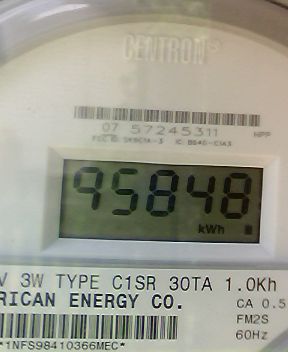 CENTRON®
07 57245311
HPP
95848
kWh
V 3W TYPE C1SR 30TA 1.0Kh
RICAN ENERGY CO.
CA 0.5
FM2S
60Hz
*1NFS98410366MEC*